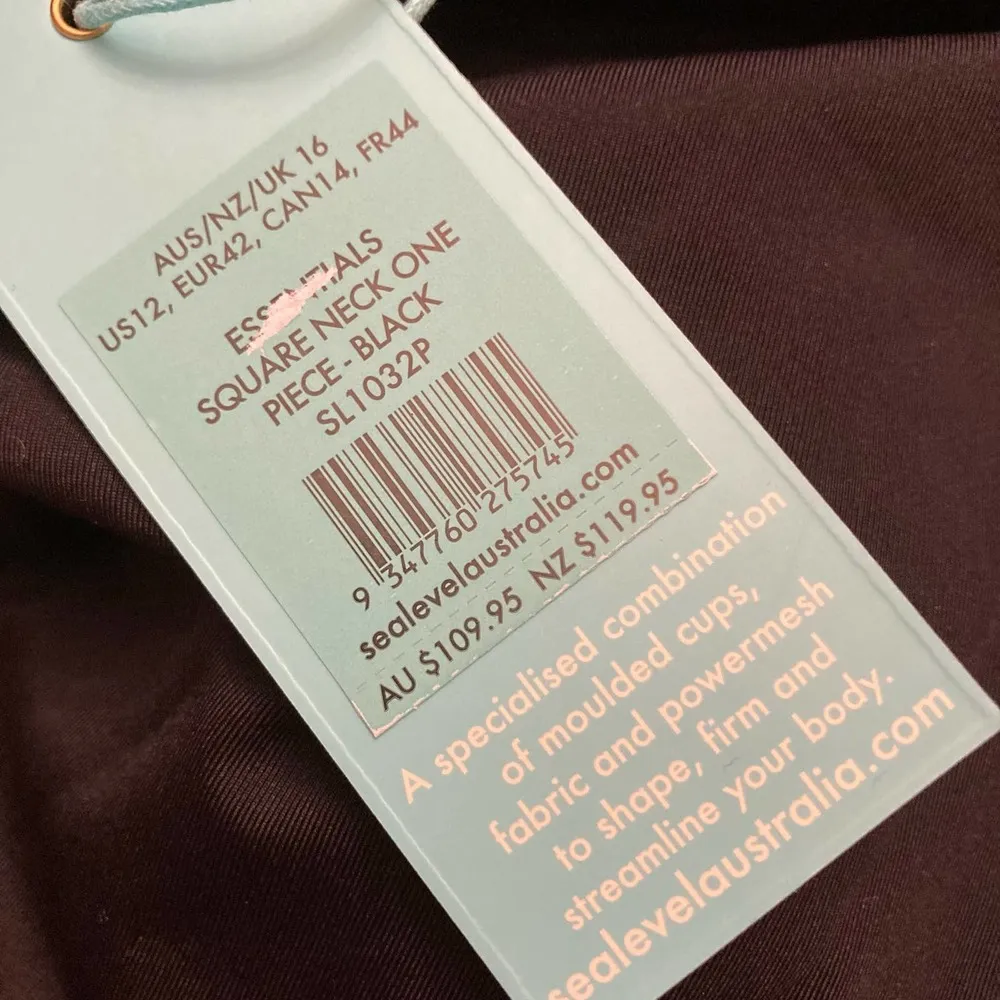 AUS/NZ/UK 16
US12, EUR42, CAN14, FR44
ESSENTIALS
SQUARE NECK ONE
PIECE - BLACK
SL1032P
9 347760 275745
sealevelaustralia.com
AU $109.95 NZ $119.95
A specialised combination
of moulded cups,
fabric and powermesh
to shape, firm and
streamline your body.
sealevelaustralia.com